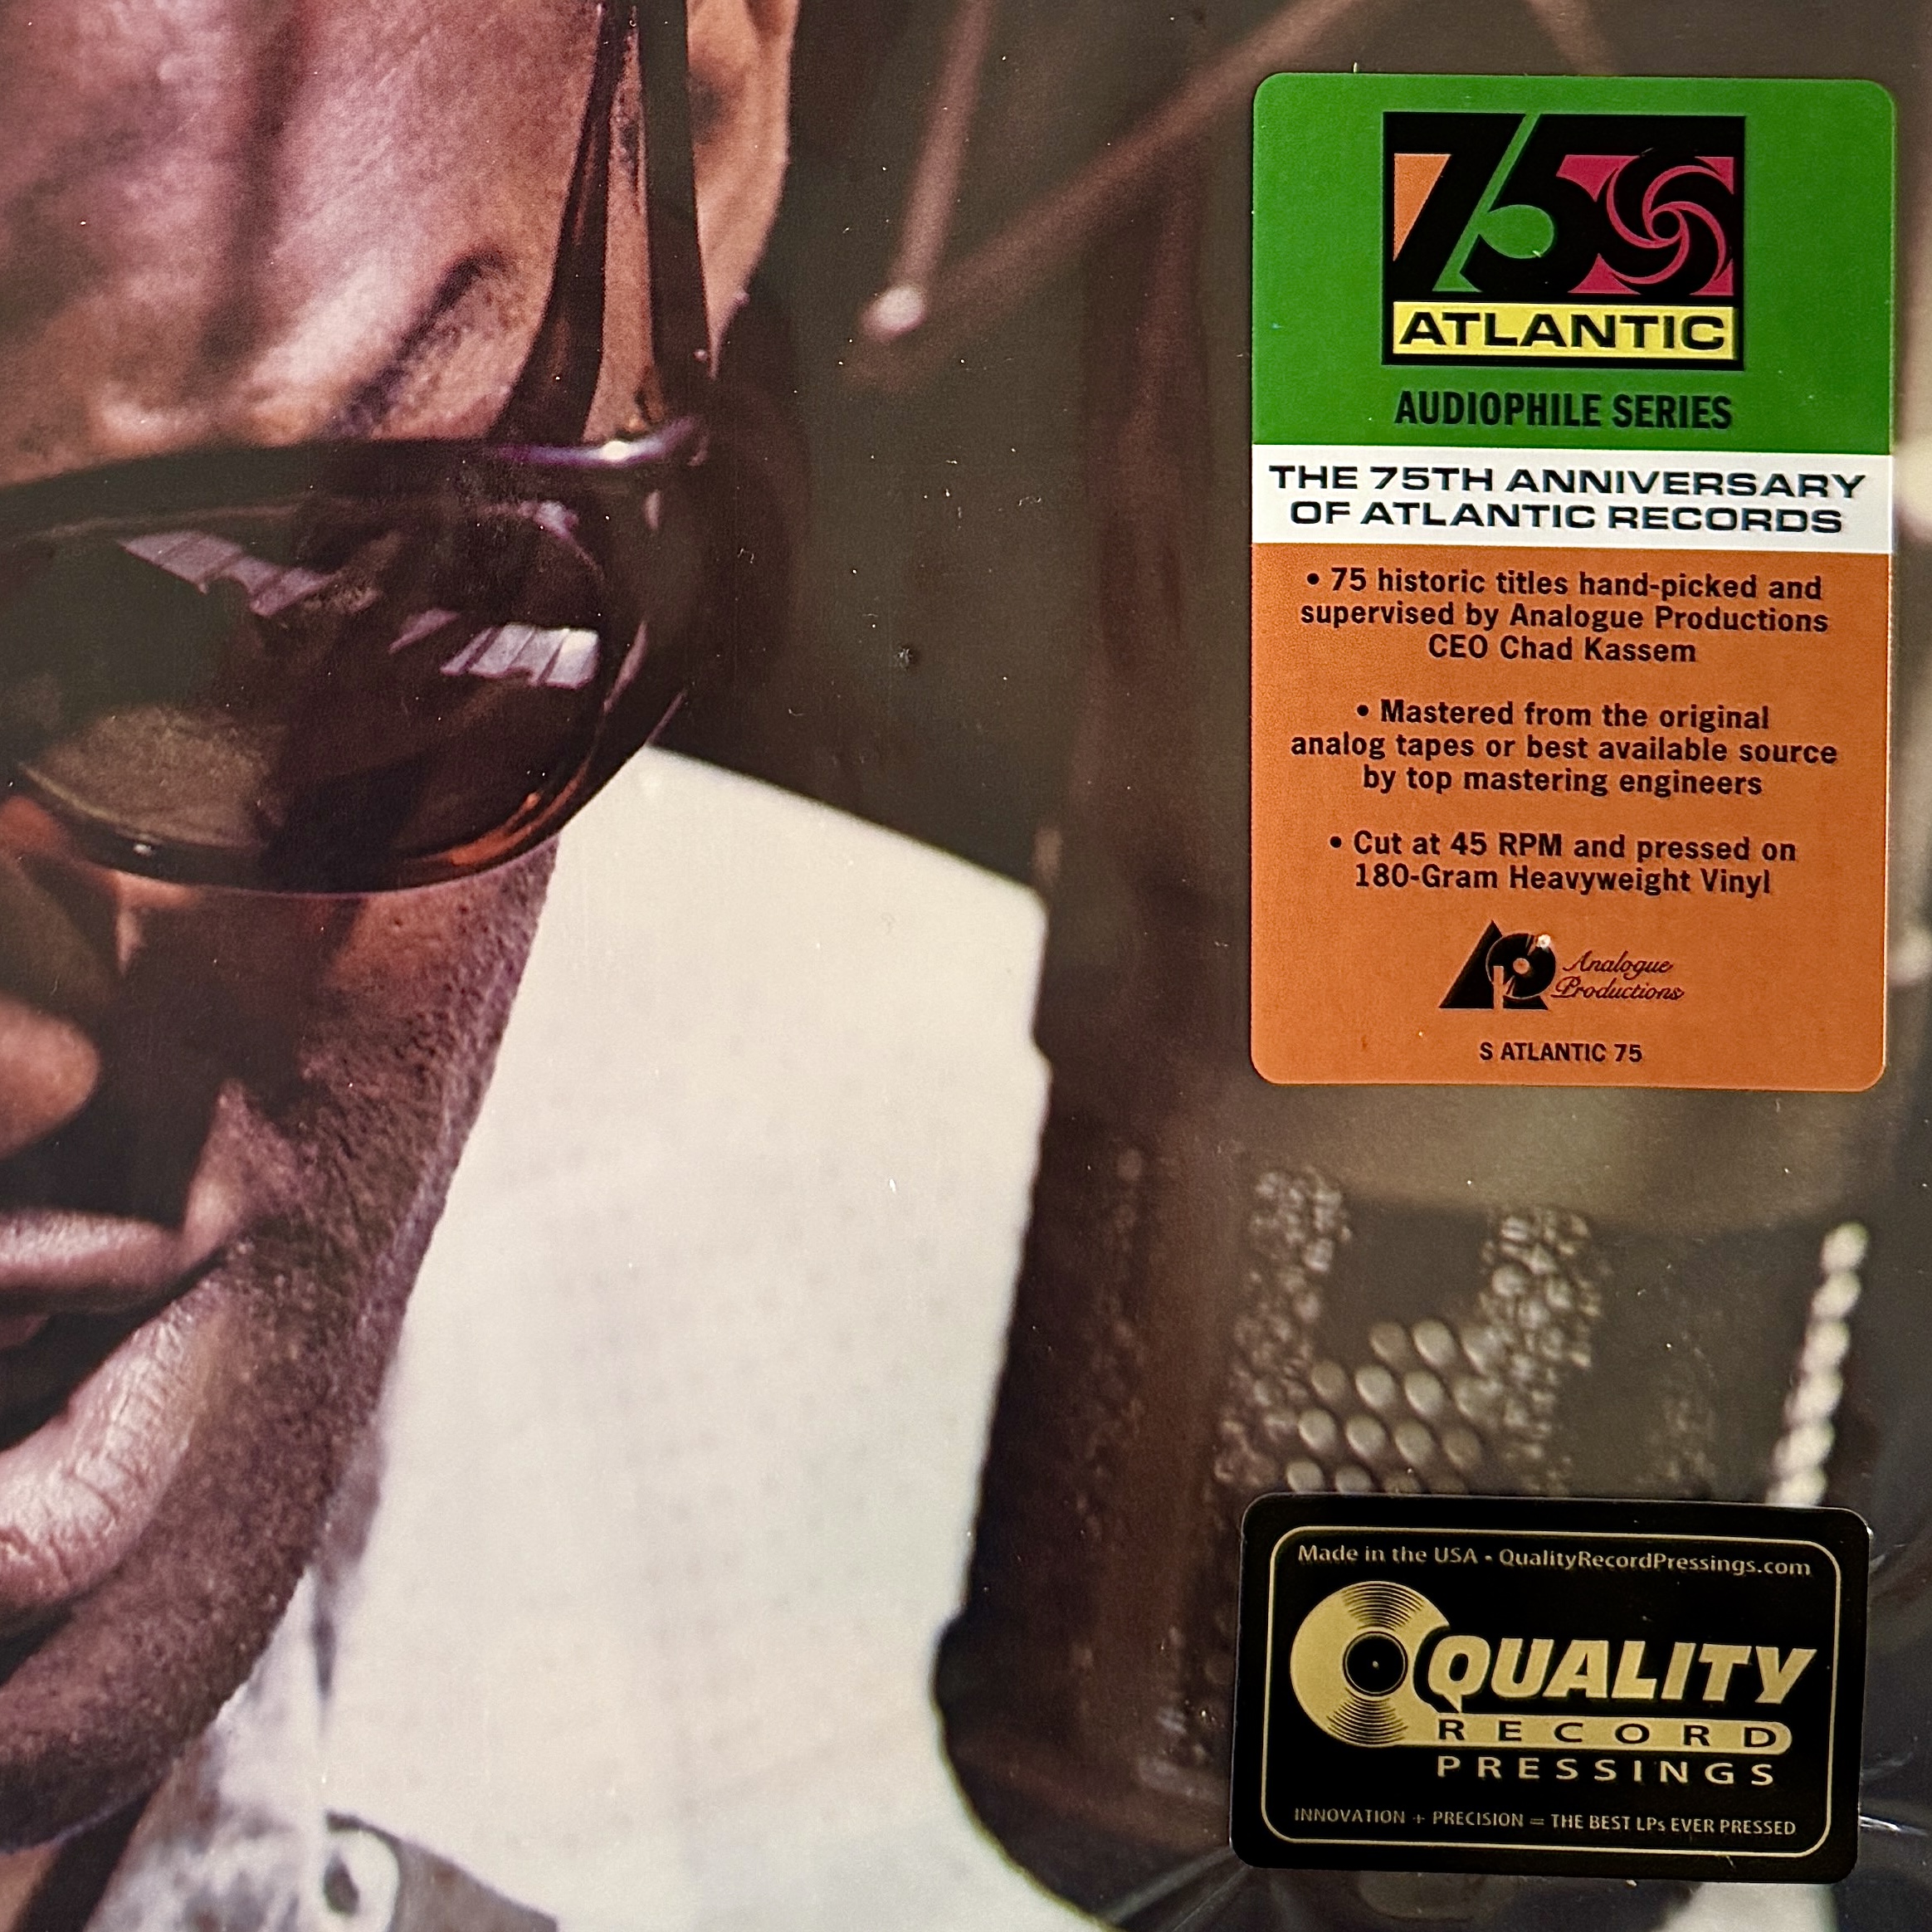 75
ATLANTIC
AUDIOPHILE SERIES
THE 75TH ANNIVERSARY
OF ATLANTIC RECORDS
• 75 historic titles hand-picked and
supervised by Analogue Productions
CEO Chad Kassem
• Mastered from the original
analog tapes or best available source
by top mastering engineers
• Cut at 45 RPM and pressed on
180-Gram Heavyweight Vinyl
AP Analogue
Productions
S ATLANTIC 75
Made in the USA • QualityRecordPressings.com
QUALITY
RECORD
PRESSINGS
INNOVATION + PRECISION = THE BEST LPs EVER PRESSED